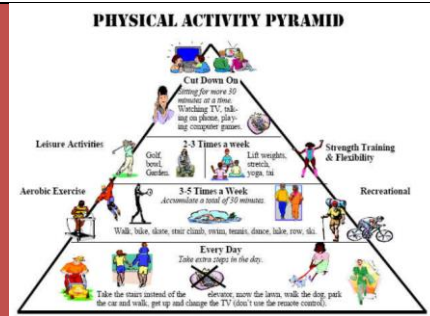 PHYSICAL ACTIVITY PYRAMID
Cut Down On
Sitting for more 30
minutes at a time.
Watching TV, talk-
ing on phone, play-
ing computer games.
Leisure Activities
2-3 Times a week
Strength Training
& Flexibility
Golf,
bowl,
Garden.
Lift weights,
stretch,
yoga, tai
Aerobic Exercise
3-5 Times a Week
Recreational
Accumulate a total of 30 minutes.
Walk, bike, skate, stair climb, swim, tennis, dance, hike, row, ski.
Every Day
Take extra steps in the day.
Take the stairs instead of the elevator, mow the lawn, walk the dog, park
the car and walk, get up and change the TV (don't use the remote control).